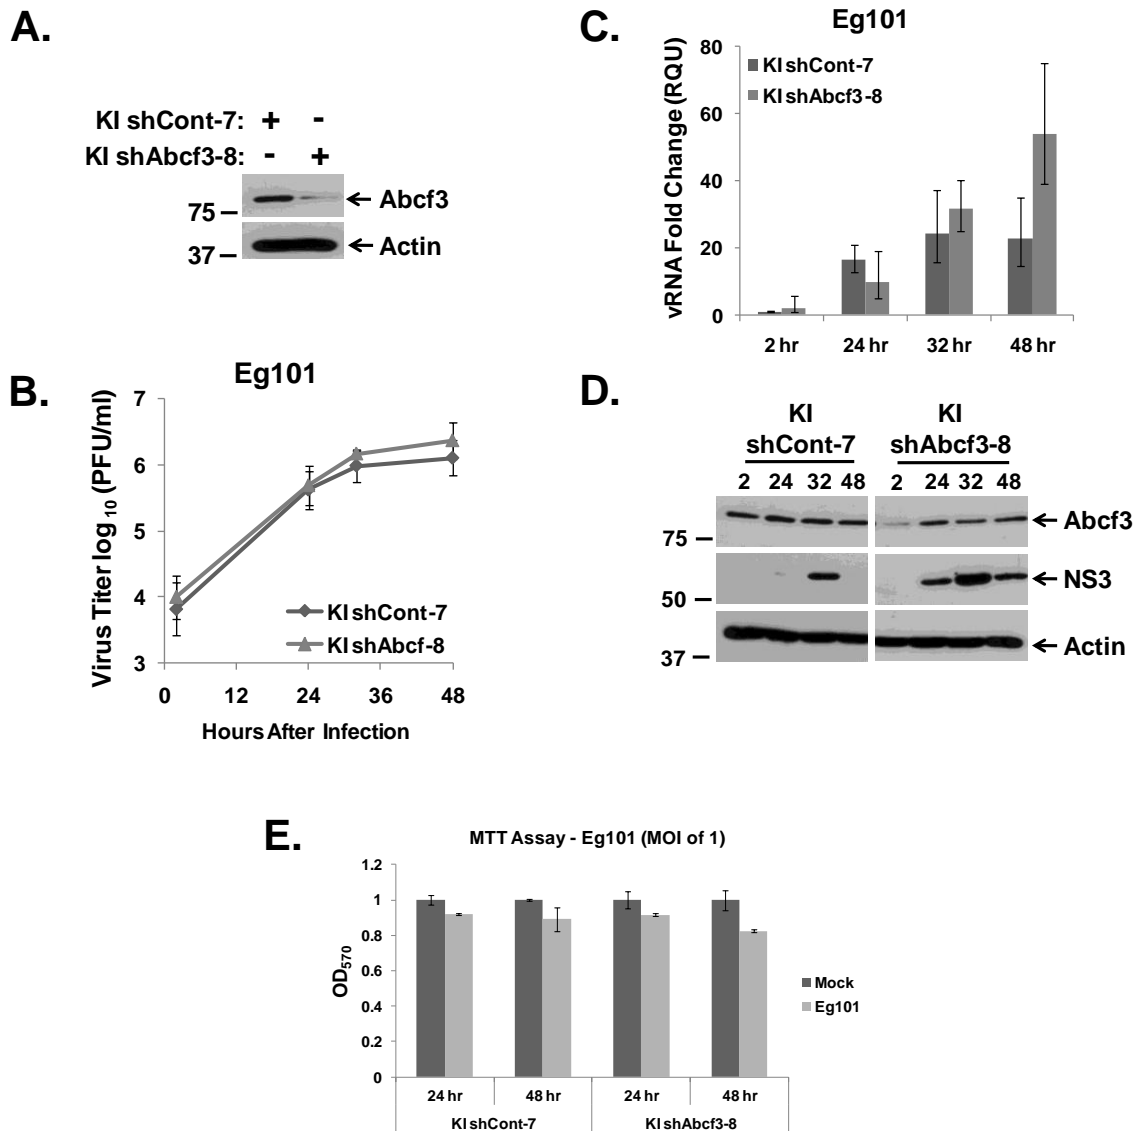 A.
KI shCont-7: + -
KI shAbcf3-8: - +
75
Abcf3
37
Actin
B.
Eg101
Virus Titer log 10 (PFU/ml)
7
6
5
4
3
KI shCont-7
KI shAbcf-8
0 12 24 36 48
Hours After Infection
C.
Eg101
vRNA Fold Change (RQU)
80
60
40
20
0
KI shCont-7
KI shAbcf3-8
2 hr 24 hr 32 hr 48 hr
D.
KI shCont-7
KI shAbcf3-8
2 24 32 48
2 24 32 48
75
Abcf3
50
NS3
37
Actin
E.
MTT Assay - Eg101 (MOI of 1)
OD570
1.2
1
0.8
0.6
0.4
0.2
0
24 hr 48 hr 24 hr 48 hr
KI shCont-7 KI shAbcf3-8
Mock
Eg101